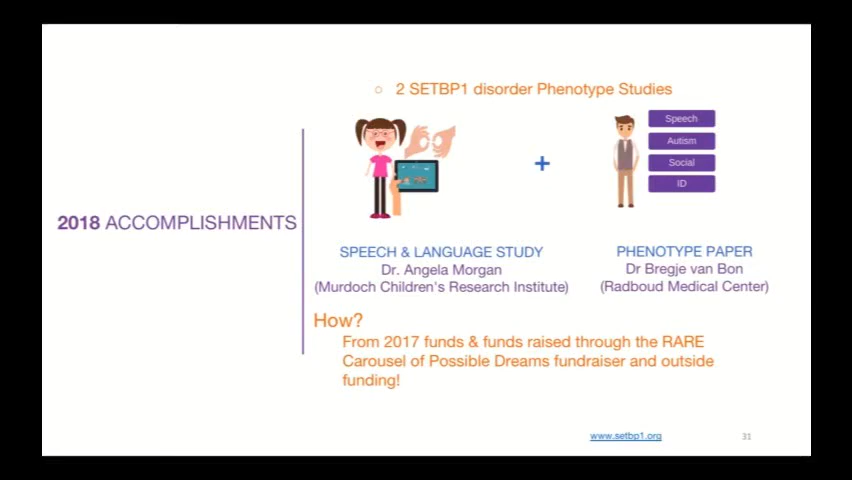 ○ 2 SETBP1 disorder Phenotype Studies
Speech
Autism
Social
ID
+
2018 ACCOMPLISHMENTS
SPEECH & LANGUAGE STUDY
Dr. Angela Morgan
(Murdoch Children's Research Institute)
PHENOTYPE PAPER
Dr Bregje van Bon
(Radboud Medical Center)
How?
From 2017 funds & funds raised through the RARE
Carousel of Possible Dreams fundraiser and outside
funding!
www.setbp1.org
31